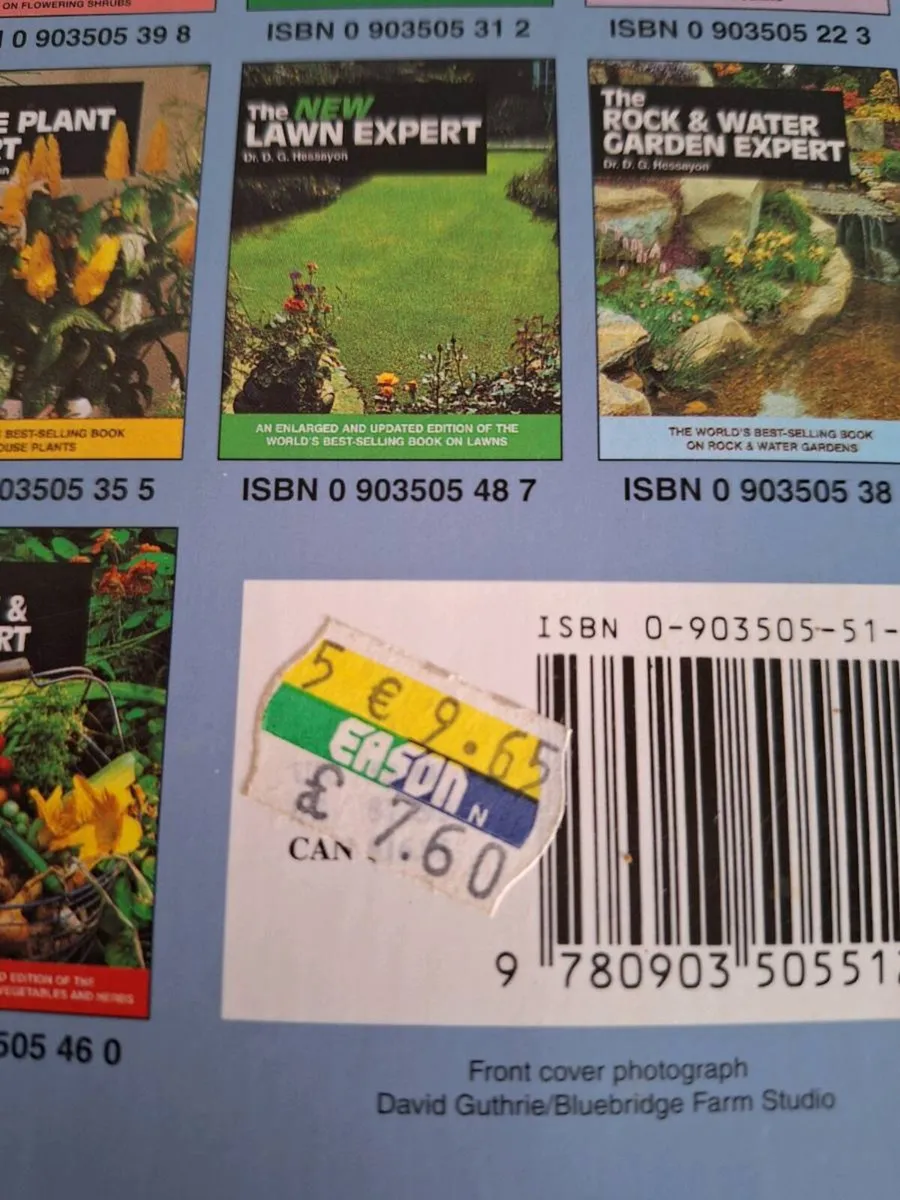 ON FLOWERING SHRUBS
0 903505 39 8
ISBN 0 903505 31 2
ISBN 0 903505 22 3
E PLANT
RT
The NEW
LAWN EXPERT
Dr. D. G. Hessayon
AN ENLARGED AND UPDATED EDITION OF THE
WORLD'S BEST-SELLING BOOK ON LAWNS
The
ROCK & WATER
GARDEN EXPERT
Dr. D. G. Hessayon
THE WORLD'S BEST-SELLING BOOK
ON ROCK & WATER GARDENS
BEST-SELLING BOOK
OUSE PLANTS
03505 35 5
ISBN 0 903505 48 7
ISBN 0 903505 38
&
RT
D EDITION OF THE
VEGETABLES AND HERBS
505 46 0
ISBN 0-903505-51-
5 € 9.65
EASON N
£ 7.60
CAN
9 780903 505512
Front cover photograph
David Guthrie/Bluebridge Farm Studio